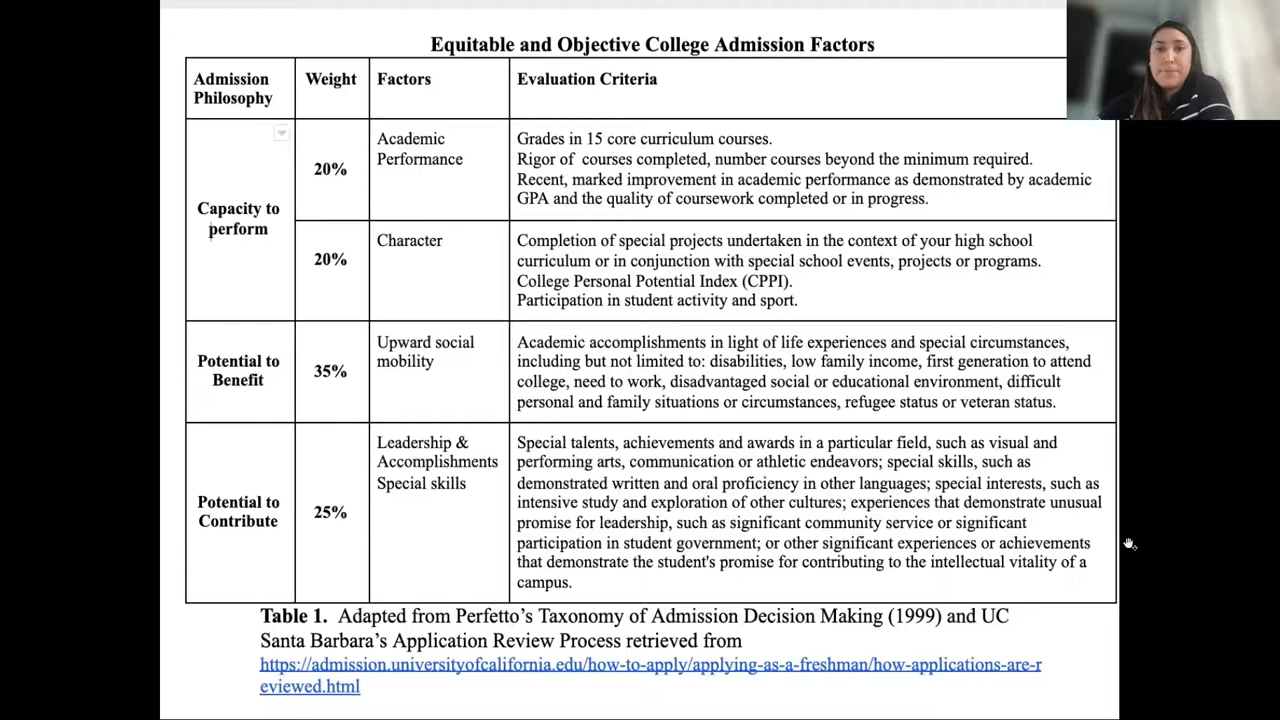 Equitable and Objective College Admission Factors
Admission
Philosophy
Weight
Factors
Evaluation Criteria
Capacity to
perform
20%
Academic
Performance
Grades in 15 core curriculum courses.
Rigor of  courses completed, number courses beyond the minimum required.
Recent, marked improvement in academic performance as demonstrated by academic
GPA and the quality of coursework completed or in progress.
20%
Character
Completion of special projects undertaken in the context of your high school
curriculum or in conjunction with special school events, projects or programs.
College Personal Potential Index (CPPI).
Participation in student activity and sport.
Potential to
Benefit
35%
Upward social
mobility
Academic accomplishments in light of life experiences and special circumstances,
including but not limited to: disabilities, low family income, first generation to attend
college, need to work, disadvantaged social or educational environment, difficult
personal and family situations or circumstances, refugee status or veteran status.
Potential to
Contribute
25%
Leadership &
Accomplishments
Special skills
Special talents, achievements and awards in a particular field, such as visual and
performing arts, communication or athletic endeavors; special skills, such as
demonstrated written and oral proficiency in other languages; special interests, such as
intensive study and exploration of other cultures; experiences that demonstrate unusual
promise for leadership, such as significant community service or significant
participation in student government; or other significant experiences or achievements
that demonstrate the student's promise for contributing to the intellectual vitality of a
campus.
Table 1.  Adapted from Perfetto’s Taxonomy of Admission Decision Making (1999) and UC
Santa Barbara’s Application Review Process retrieved from
https://admission.universityofcalifornia.edu/how-to-apply/applying-as-a-freshman/how-applications-are-r
eviewed.html